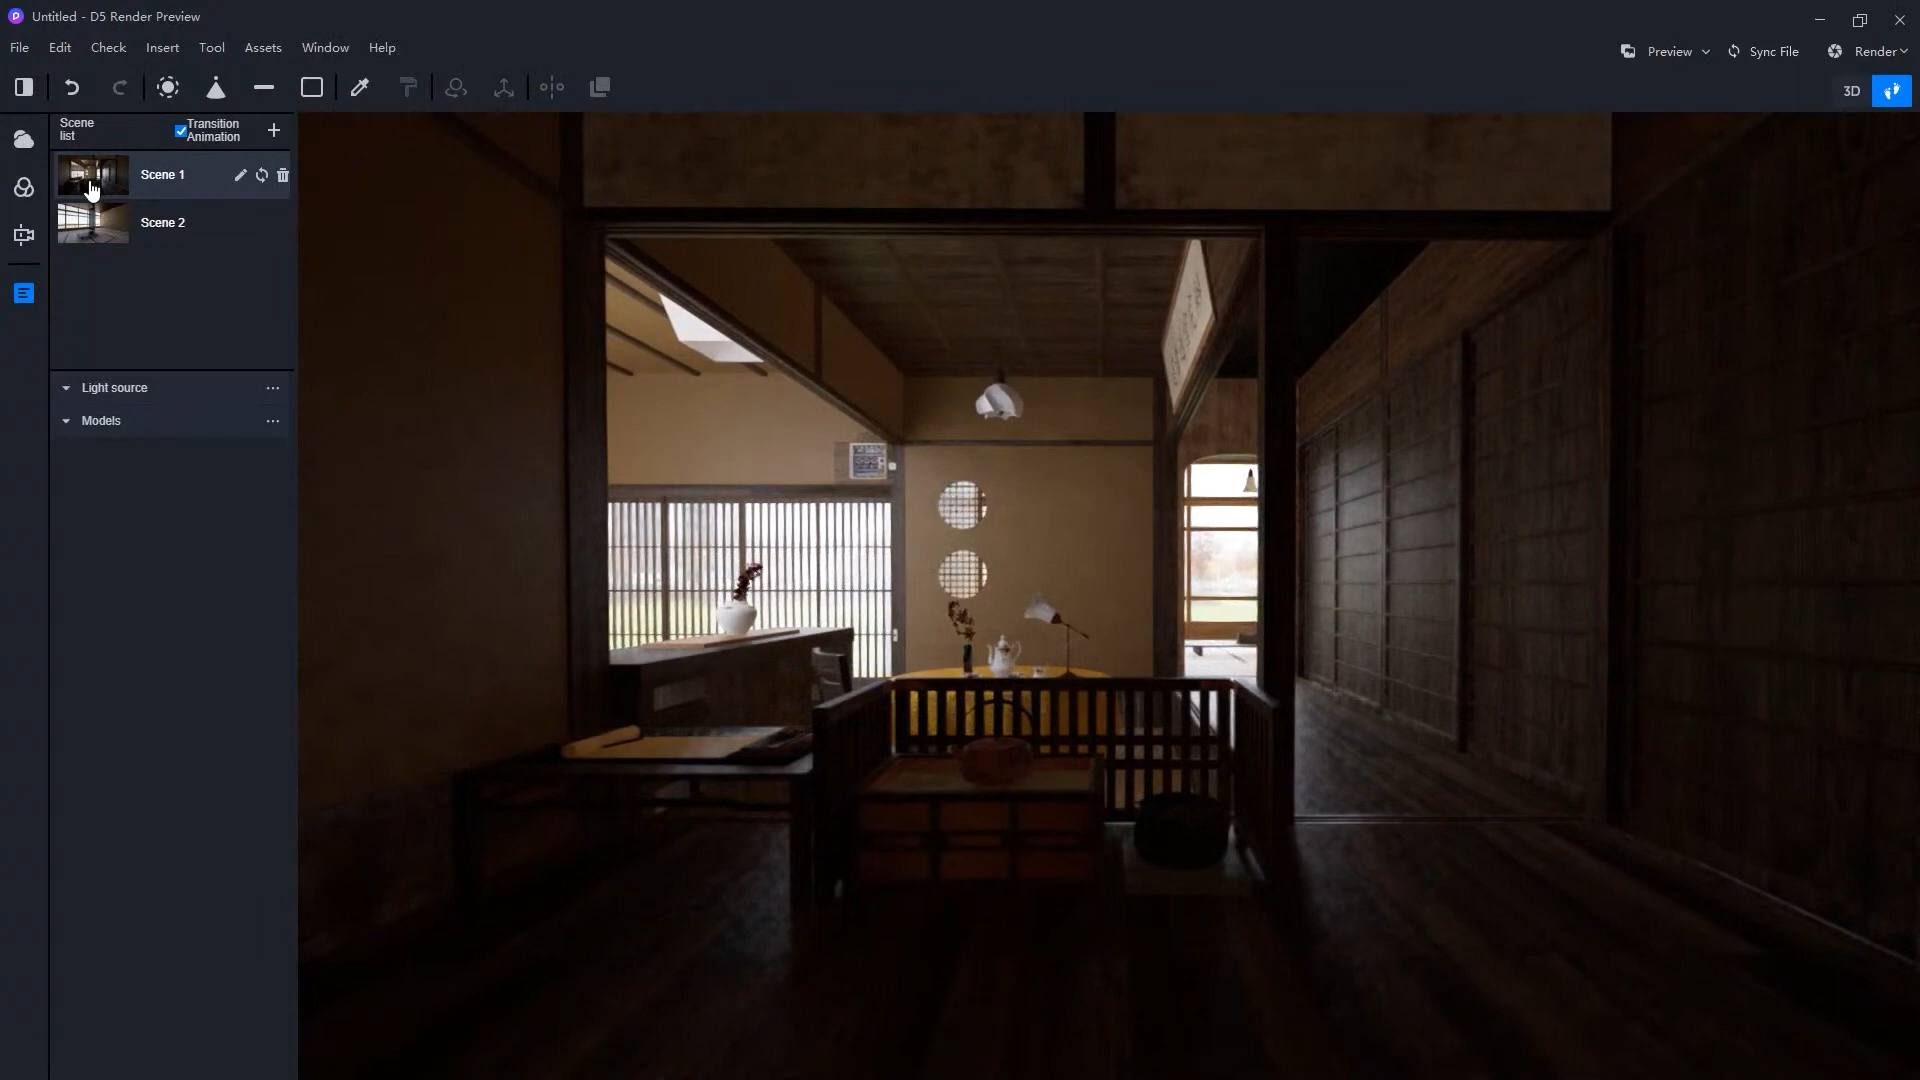 Untitled - D5 Render Preview
File Edit Check Insert Tool Assets Window Help
Preview Sync File Render
3D
Scene
list
Transition
Animation
Scene 1
Scene 2
Light source
Models